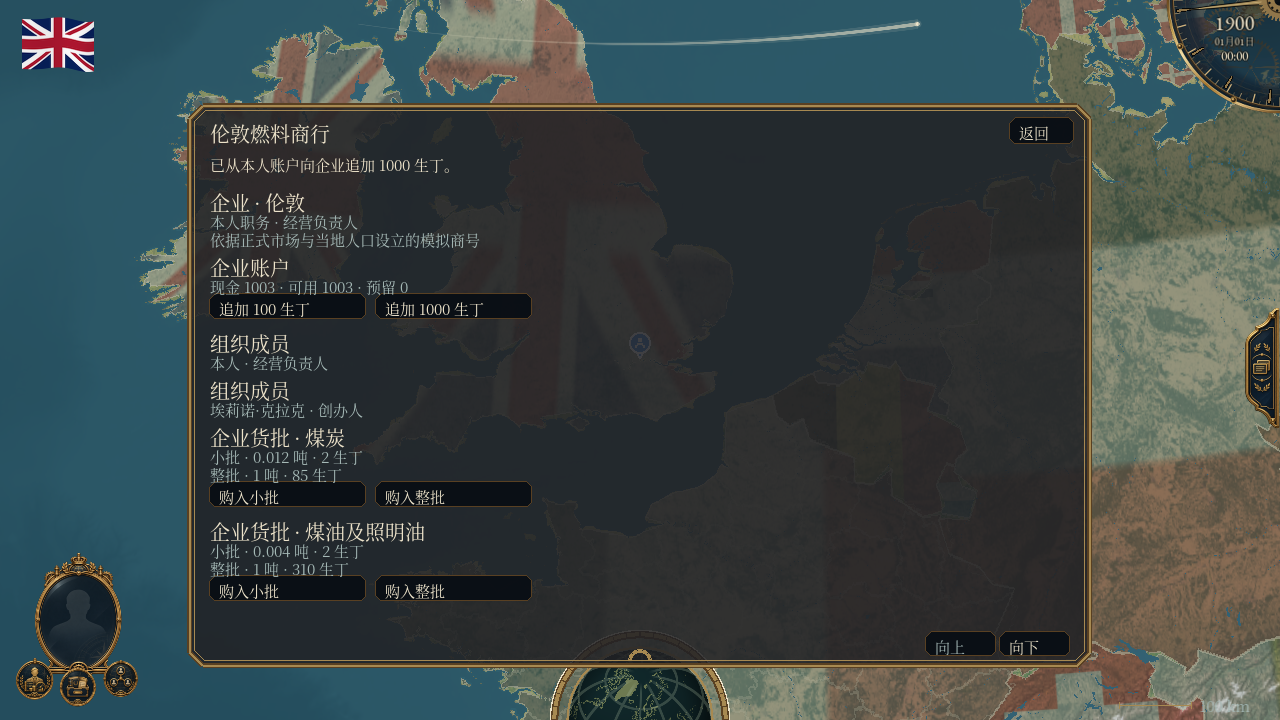 1900
01月01日
00:00
伦敦燃料商行
返回
已从本人账户向企业追加 1000 生丁。
企业 · 伦敦
本人职务 · 经营负责人
依据正式市场与当地人口设立的模拟商号
企业账户
现金 1003 · 可用 1003 · 预留 0
追加 100 生丁
追加 1000 生丁
组织成员
本人 · 经营负责人
组织成员
埃莉诺·克拉克 · 创办人
企业货批 · 煤炭
小批 · 0.012 吨 · 2 生丁
整批 · 1 吨 · 85 生丁
购入小批
购入整批
企业货批 · 煤油及照明油
小批 · 0.004 吨 · 2 生丁
整批 · 1 吨 · 310 生丁
购入小批
购入整批
向上
向下